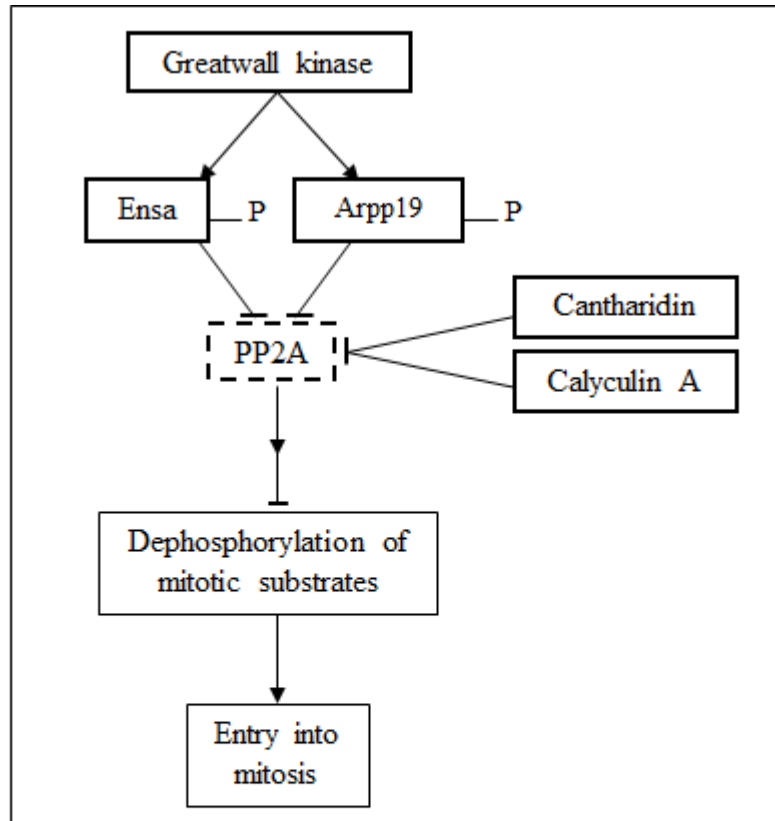 Greatwall kinase
Ensa
P
Arpp19
P
Cantharidin
PP2A
Calyculin A
Dephosphorylation of
mitotic substrates
Entry into
mitosis